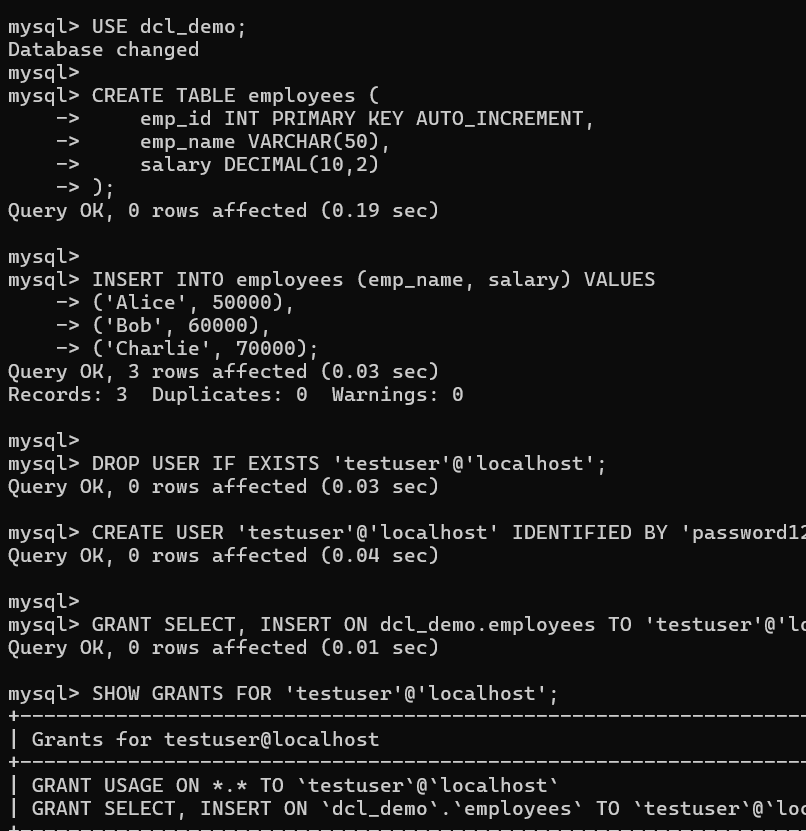 mysql> USE dcl_demo;
Database changed
mysql>
mysql> CREATE TABLE employees (
    ->     emp_id INT PRIMARY KEY AUTO_INCREMENT,
    ->     emp_name VARCHAR(50),
    ->     salary DECIMAL(10,2)
    -> );
Query OK, 0 rows affected (0.19 sec)

mysql>
mysql> INSERT INTO employees (emp_name, salary) VALUES
    -> ('Alice', 50000),
    -> ('Bob', 60000),
    -> ('Charlie', 70000);
Query OK, 3 rows affected (0.03 sec)
Records: 3  Duplicates: 0  Warnings: 0

mysql>
mysql> DROP USER IF EXISTS 'testuser'@'localhost';
Query OK, 0 rows affected (0.03 sec)

mysql> CREATE USER 'testuser'@'localhost' IDENTIFIED BY 'password12
Query OK, 0 rows affected (0.04 sec)

mysql>
mysql> GRANT SELECT, INSERT ON dcl_demo.employees TO 'testuser'@'lo
Query OK, 0 rows affected (0.01 sec)

mysql> SHOW GRANTS FOR 'testuser'@'localhost';
+------------------------------------------------------------------
| Grants for testuser@localhost
+------------------------------------------------------------------
| GRANT USAGE ON *.* TO `testuser`@`localhost`
| GRANT SELECT, INSERT ON `dcl_demo`.`employees` TO `testuser`@`loc
+------------------------------------------------------------------